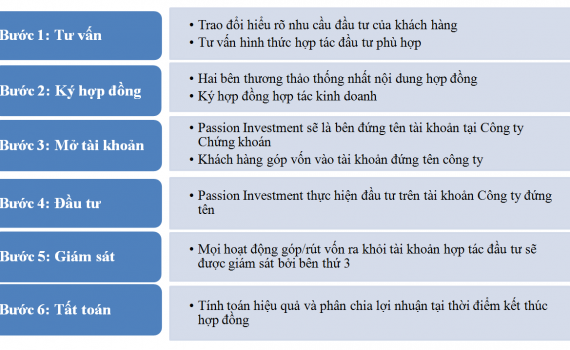 Bước 1: Tư vấn
• Trao đổi hiểu rõ nhu cầu đầu tư của khách hàng
• Tư vấn hình thức hợp tác đầu tư phù hợp
Bước 2: Ký hợp đồng
• Hai bên thương thảo thống nhất nội dung hợp đồng
• Ký hợp đồng hợp tác kinh doanh
Bước 3: Mở tài khoản
• Passion Investment sẽ là bên đứng tên tài khoản tại Công ty
Chứng khoán
• Khách hàng góp vốn vào tài khoản đứng tên công ty
Bước 4: Đầu tư
• Passion Investment thực hiện đầu tư trên tài khoản Công ty đứng
tên
Bước 5: Giám sát
• Mọi hoạt động góp/rút vốn ra khỏi tài khoản hợp tác đầu tư sẽ
được giám sát bởi bên thứ 3
Bước 6: Tất toán
• Tính toán hiệu quả và phân chia lợi nhuận tại thời điểm kết thúc
hợp đồng